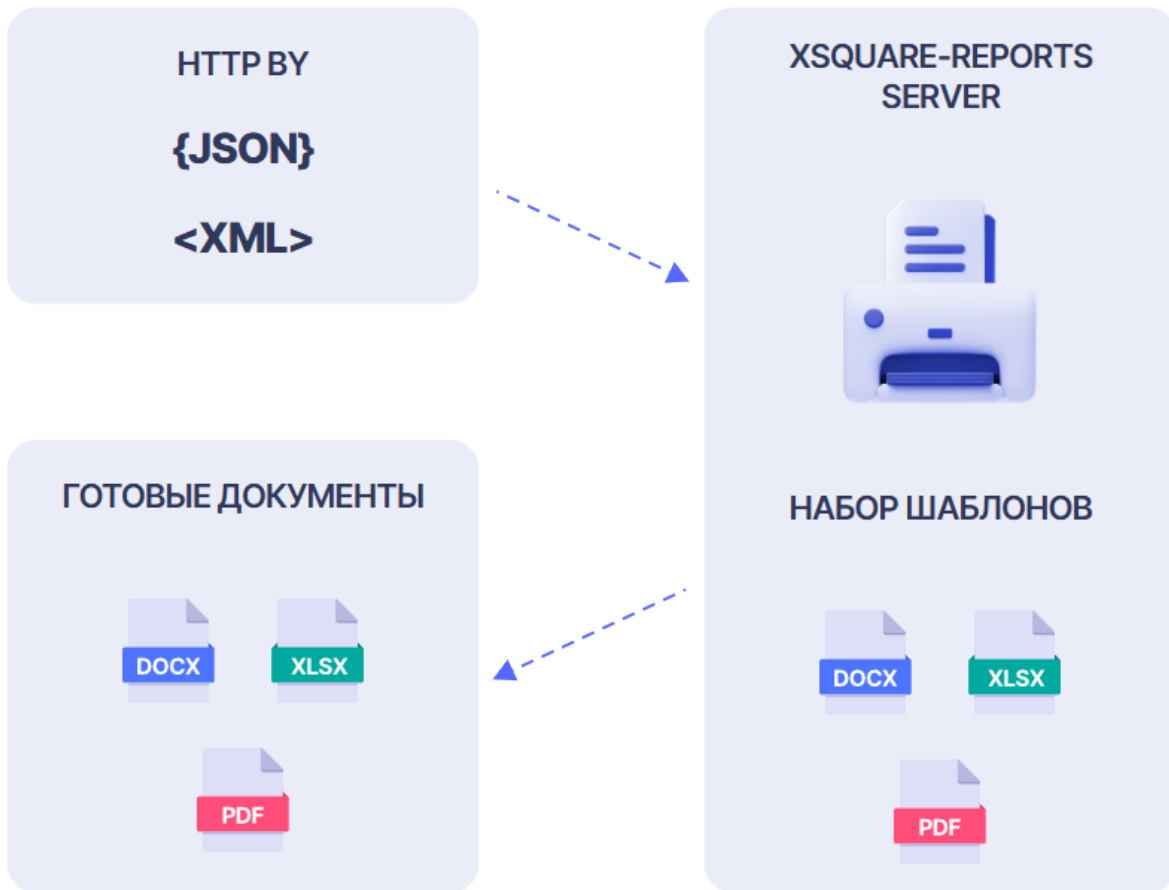 HTTP BY
{JSON}
<XML>
XSQUARE-REPORTS
SERVER
ГОТОВЫЕ ДОКУМЕНТЫ
DOCX
XLSX
PDF
НАБОР ШАБЛОНОВ
DOCX
XLSX
PDF